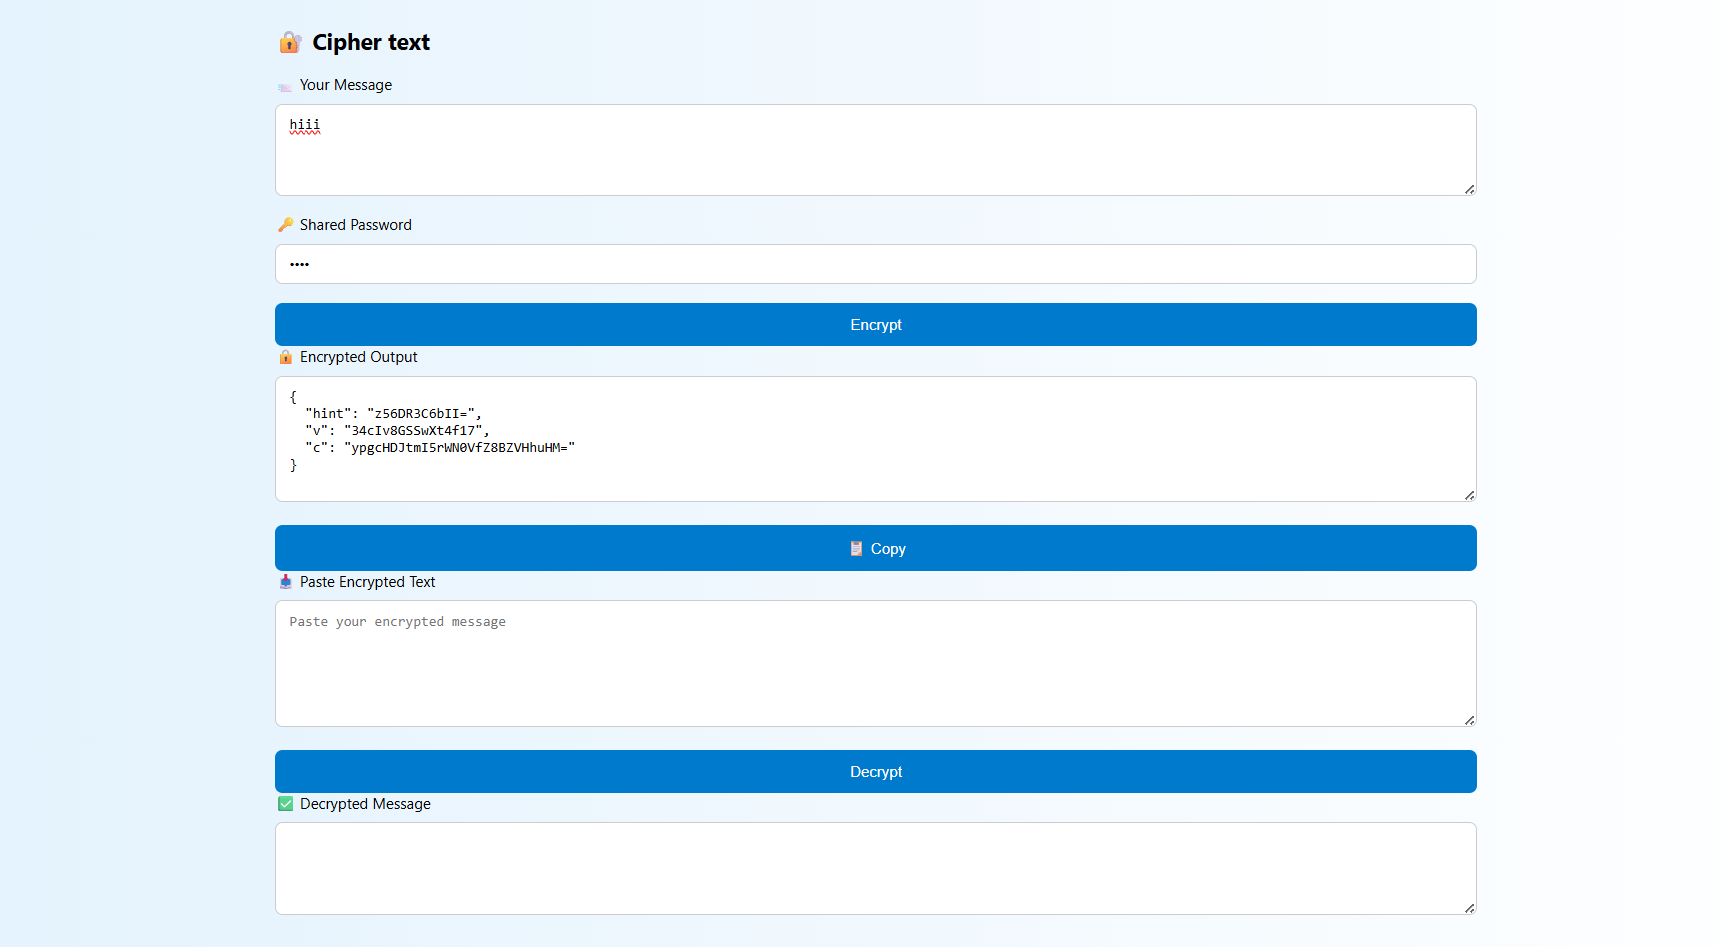 Cipher text
Your Message
hiii
Shared Password
••••
Encrypt
Encrypted Output
{
"hint": "z56DR3C6bII=",
"v": "34cIv8GSSwXt4f17",
"c": "ypgcHDJtmI5rWN0VfZ8BZVHhuHM="
}
Copy
Paste Encrypted Text
Paste your encrypted message
Decrypt
Decrypted Message